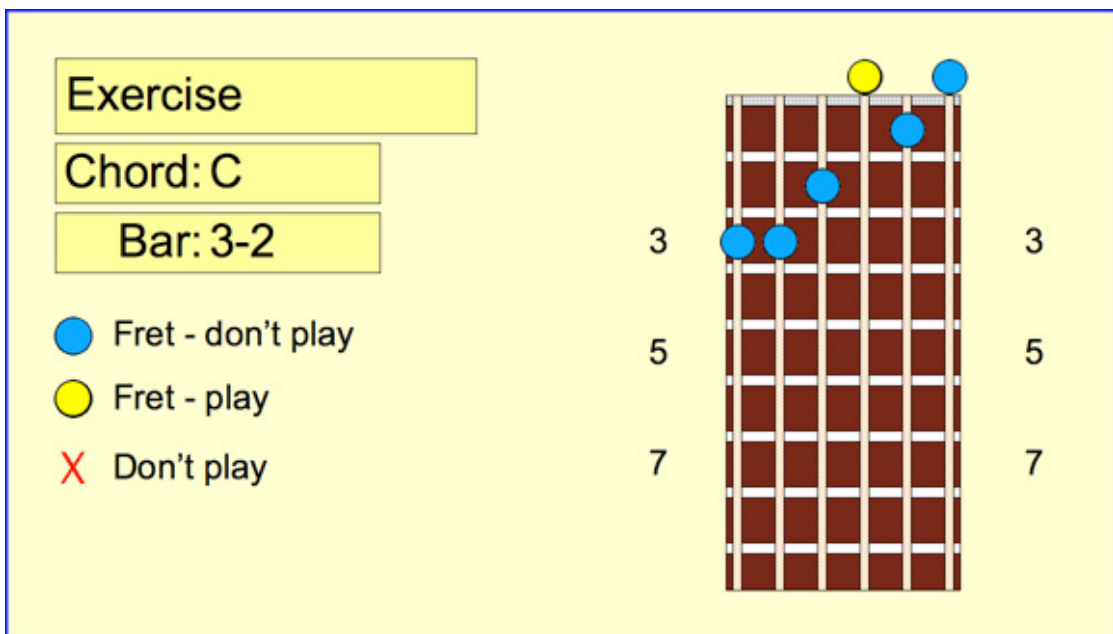 Exercise
Chord: C
Bar: 3-2
Fret - don't play
Fret - play
X Don't play
3 3
5 5
7 7